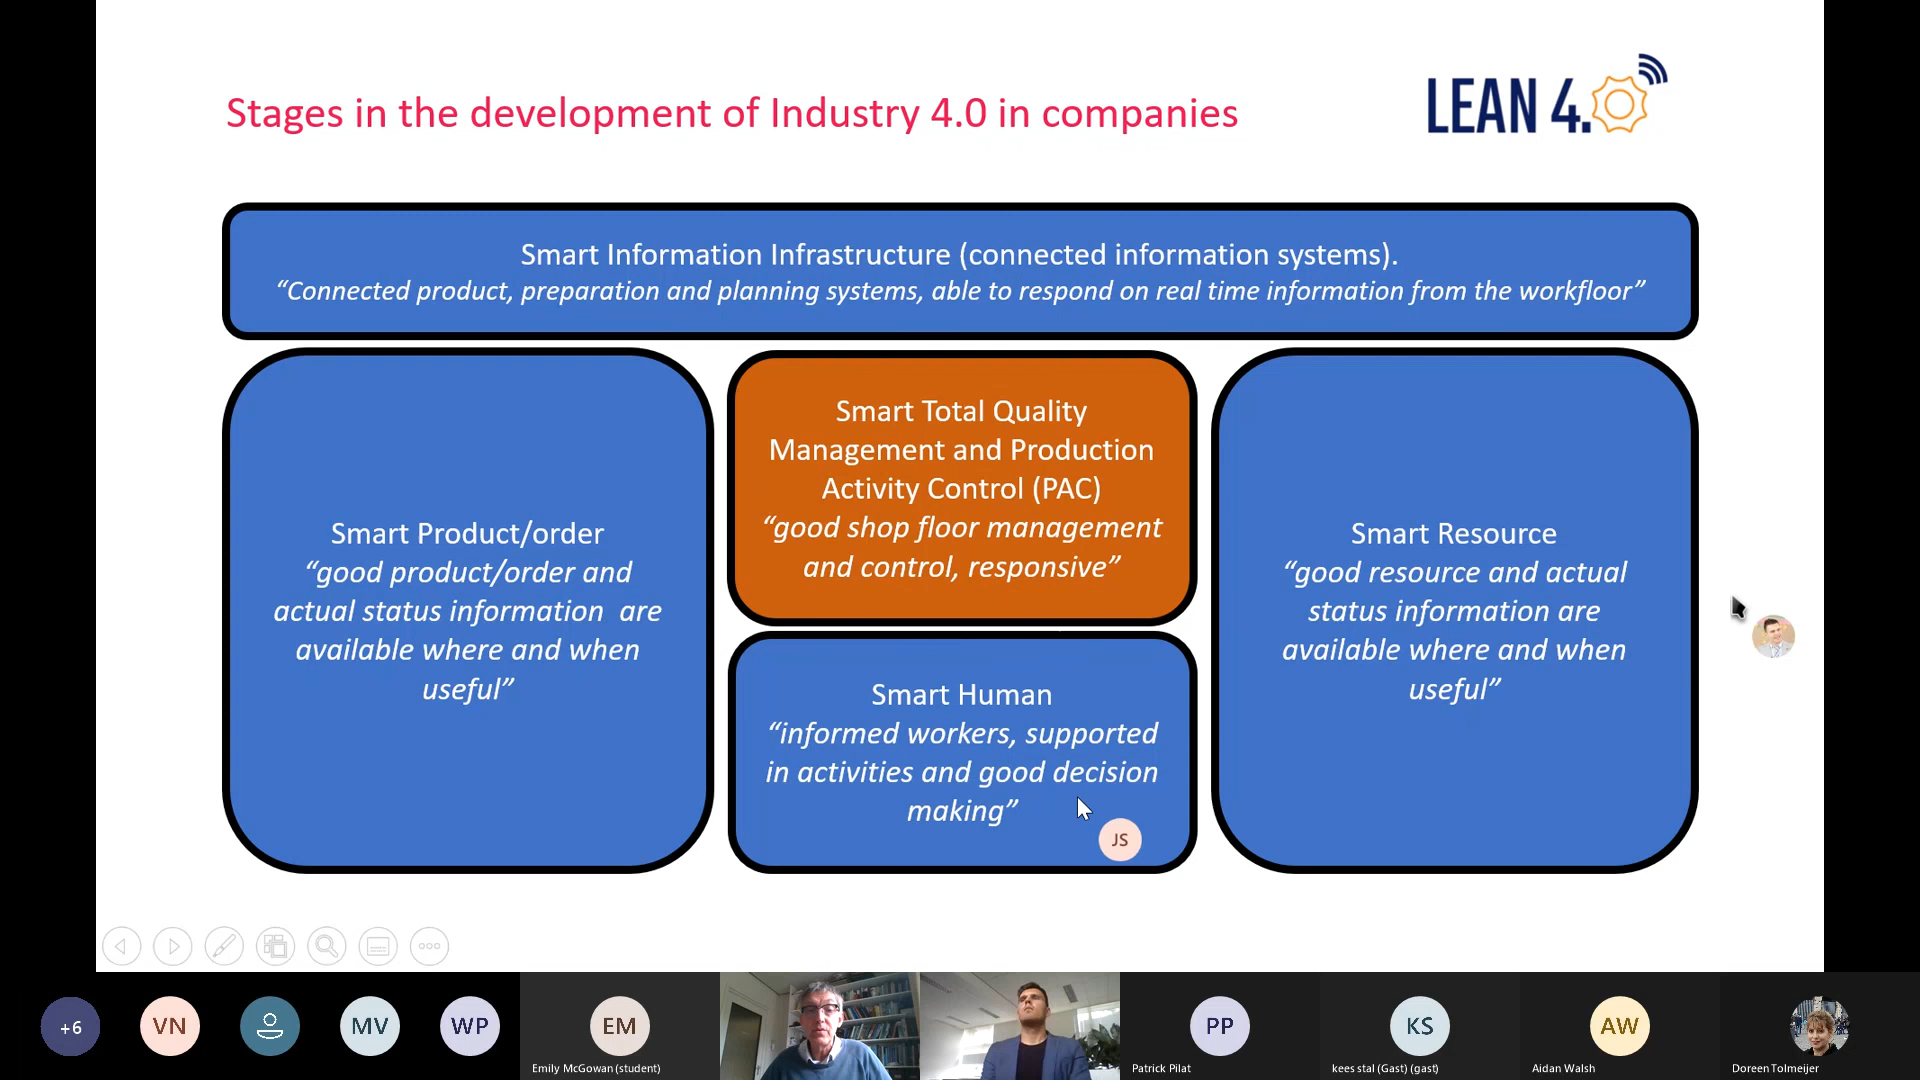 Stages in the development of Industry 4.0 in companies
LEAN 4.0
Smart Information Infrastructure (connected information systems).
“Connected product, preparation and planning systems, able to respond on real time information from the workfloor”
Smart Product/order
“good product/order and
actual status information are
available where and when
useful”
Smart Total Quality
Management and Production
Activity Control (PAC)
“good shop floor management
and control, responsive”
Smart Human
“informed workers, supported
in activities and good decision
making”
JS
Smart Resource
“good resource and actual
status information are
available where and when
useful”
+6
VN
MV
WP
EM
Emily McGowan (student)
PP
Patrick Pilat
KS
kees stal (Gast) (gast)
AW
Aidan Walsh
Doreen Tolmeijer